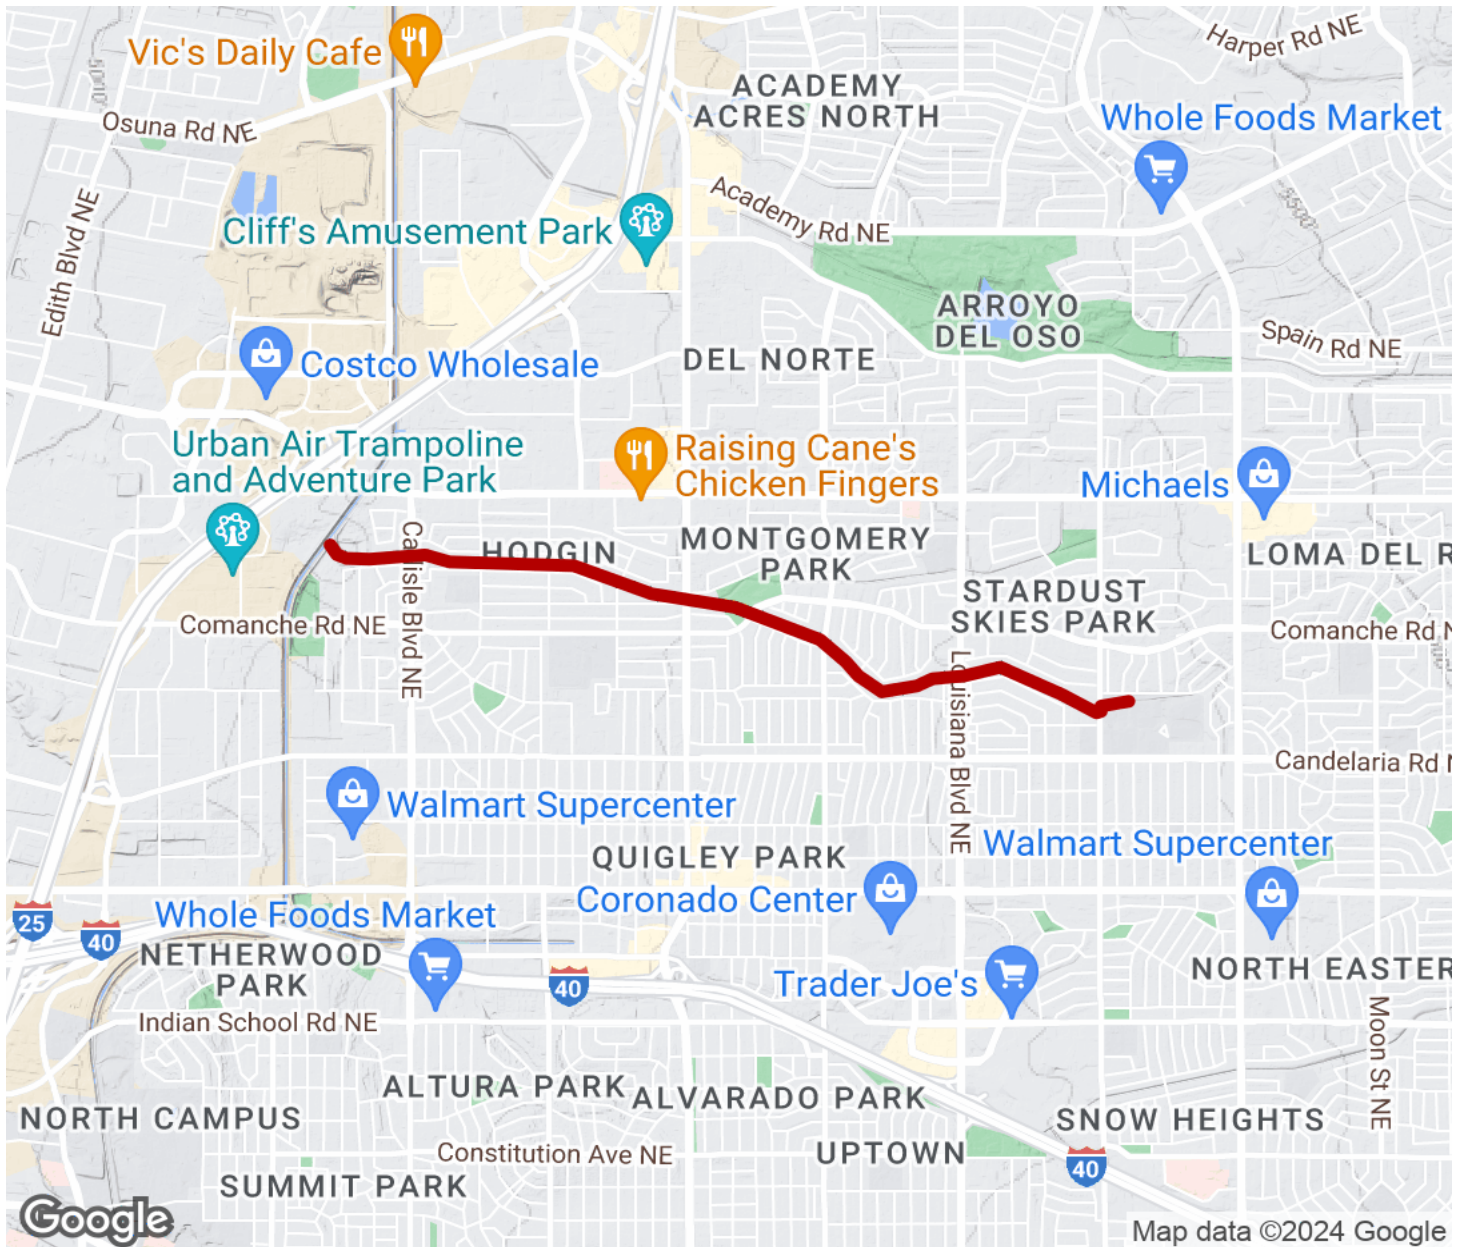 Harper Rd NE
Vic's Daily Cafe
ACADEMY
ACRES NORTH
Whole Foods Market
5000
Osuna Rd NE
Academy Rd NE
5500
Edith Blvd NE
Cliff's Amusement Park
ARROYO
DEL OSO
Spain Rd NE
Costco Wholesale
DEL NORTE
Urban Air Trampoline
and Adventure Park
Raising Cane's
Chicken Fingers
Michaels
Carlisle Blvd NE
HODGIN
MONTGOMERY
PARK
LOMA DEL R
STARDUST
SKIES PARK
Comanche Rd NE
Comanche Rd N
Louisiana Blvd NE
Candelaria Rd N
Walmart Supercenter
Walmart Supercenter
QUIGLEY PARK
Coronado Center
25
40
Whole Foods Market
NETHERWOOD
PARK
40
Trader Joe's
NORTH EASTER
Indian School Rd NE
Moon St NE
ALTURA PARK
ALVARADO PARK
NORTH CAMPUS
SNOW HEIGHTS
Constitution Ave NE
UPTOWN
40
SUMMIT PARK
Google
Map data ©2024 Google